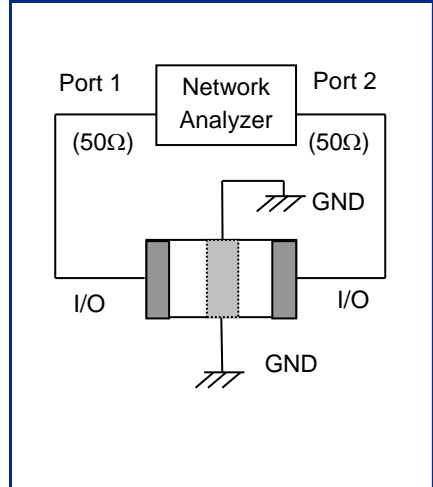 Port 1
Network
Analyzer
Port 2
(50Ω)
(50Ω)
GND
I/O
I/O
GND